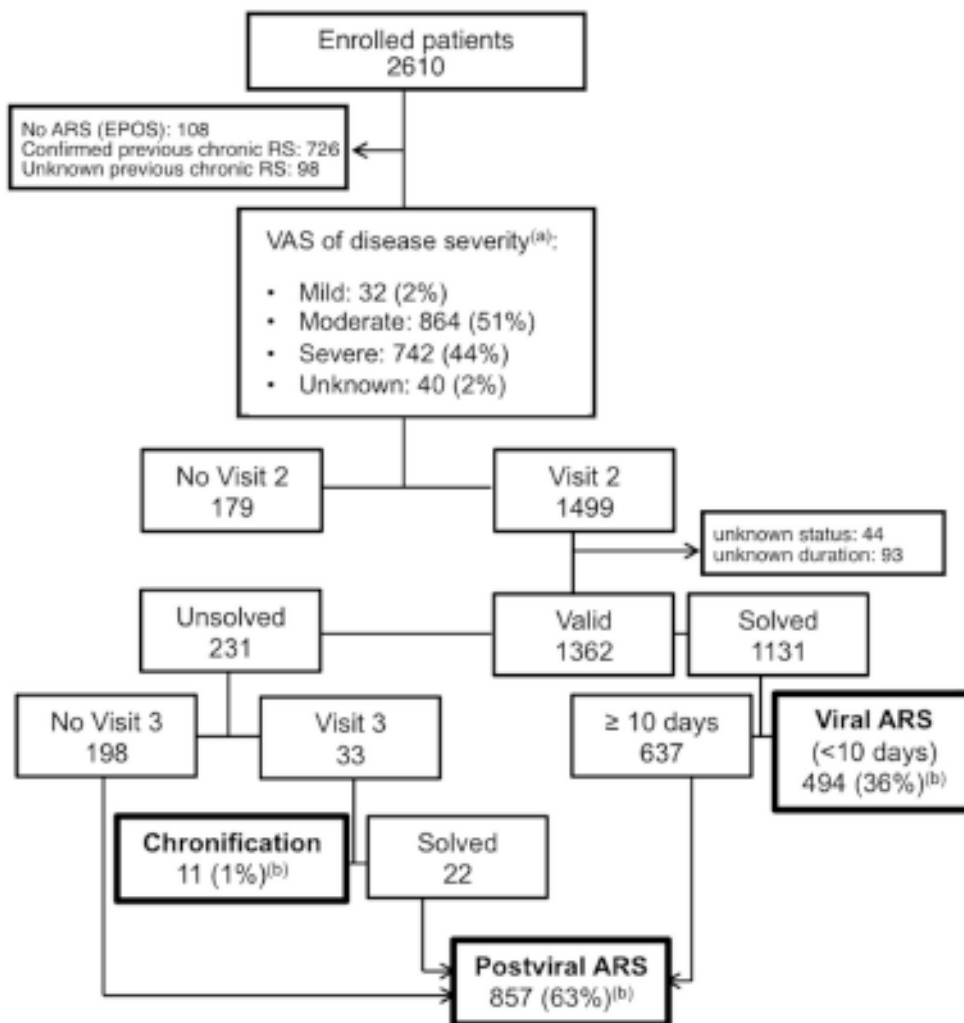 Enrolled patients
2610
No ARS (EPOS): 108
Confirmed previous chronic RS: 726
Unknown previous chronic RS: 98
VAS of disease severity(a):
• Mild: 32 (2%)
• Moderate: 864 (51%)
• Severe: 742 (44%)
• Unknown: 40 (2%)
No Visit 2
179
Visit 2
1499
unknown status: 44
unknown duration: 93
Unsolved
231
Valid
1362
Solved
1131
No Visit 3
198
Visit 3
33
≥ 10 days
637
Viral ARS
(<10 days)
494 (36%)(b)
Chronification
11 (1%)(b)
Solved
22
Postviral ARS
857 (63%)(b)